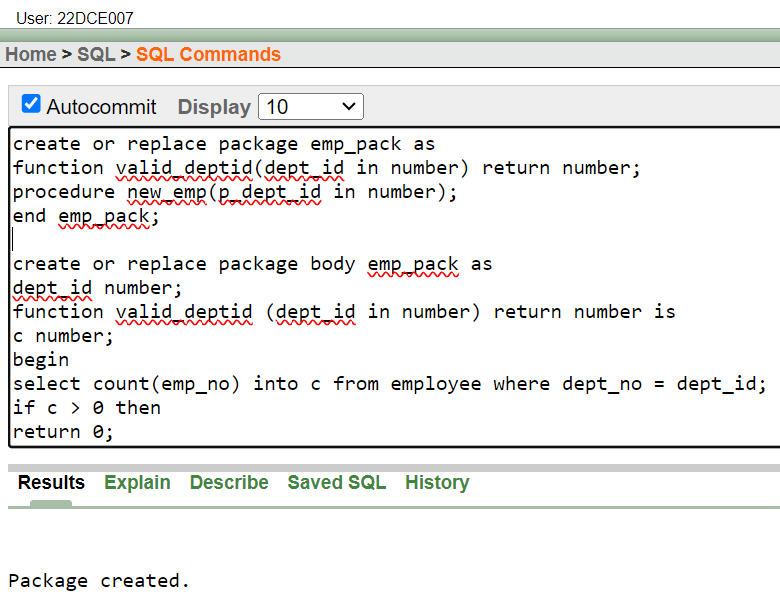 User: 22DCE007
Home > SQL > SQL Commands
Autocommit Display 10
create or replace package emp_pack as
function valid_deptid(dept_id in number) return number;
procedure new_emp(p_dept_id in number);
end emp_pack;
create or replace package body emp_pack as
dept_id number;
function valid_deptid (dept_id in number) return number is
c number;
begin
select count(emp_no) into c from employee where dept_no = dept_id;
if c > 0 then
return 0;
Results Explain Describe Saved SQL History
Package created.